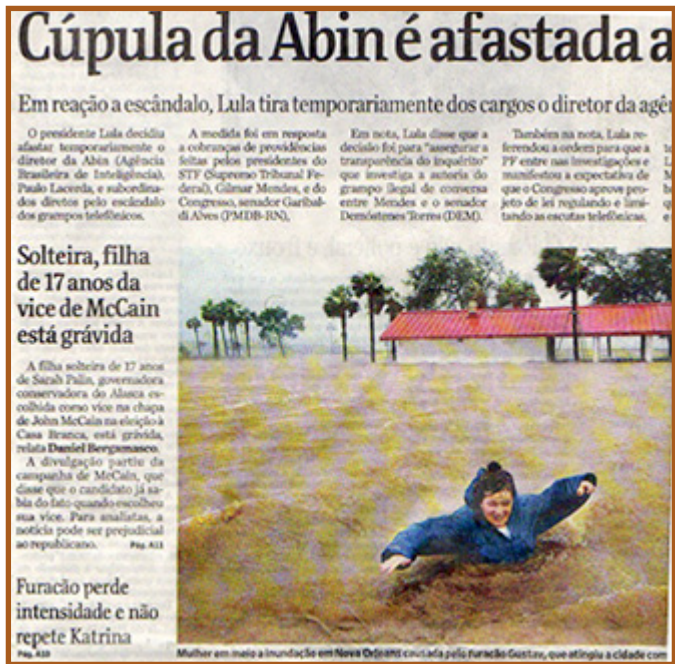 Cúpula da Abin é afastada a
Em reação a escândalo, Lula tira temporariamente dos cargos o diretor da agê
O presidente Lula decidiu
afastar temporariamente o
diretor da Abin (Agência
Brasileira de Inteligência),
Paulo Lacerda, e subordina-
dos diretos pelo escândalo
dos grampos telefônicos.
A medida foi em resposta
a cobranças de providências
feitas pelos presidentes do
STF (Supremo Tribunal Fe-
deral), Gilmar Mendes, e do
Congresso, senador Garibal-
di Alves (PMDB-RN).
Em nota, Lula disse que a
decisão foi para "assegurar a
transparência do inquérito"
que investiga a autoria do
grampo ilegal de conversa
entre Mendes e o senador
Demóstenes Torres (DEM).
Também na nota, Lula re-
ferendou a ordem para que a
PF entre nas investigações e
manifestou a expectativa de
que o Congresso aprove pro-
jeto de lei regulando e limi-
tando as escutas telefônicas.
Solteira, filha
de 17 anos da
vice de McCain
está grávida
A filha solteira de 17 anos
de Sarah Palin, governadora
conservadora do Alasca es-
colhida como vice na chapa
de John McCain na eleição à
Casa Branca, está grávida,
relata Daniel Bergamasco.
A divulgação partiu da
campanha de McCain, que
disse que o candidato já sa-
bia do fato quando escolheu
sua vice. Para analistas, a
notícia pode ser prejudicial
ao republicano. Pág. A11
Furacão perde
intensidade e não
repete Katrina
Pág. A10
Mulher em meio a inundação em Nova Orleans causada pelo furacão Gustav, que atingiu a cidade com